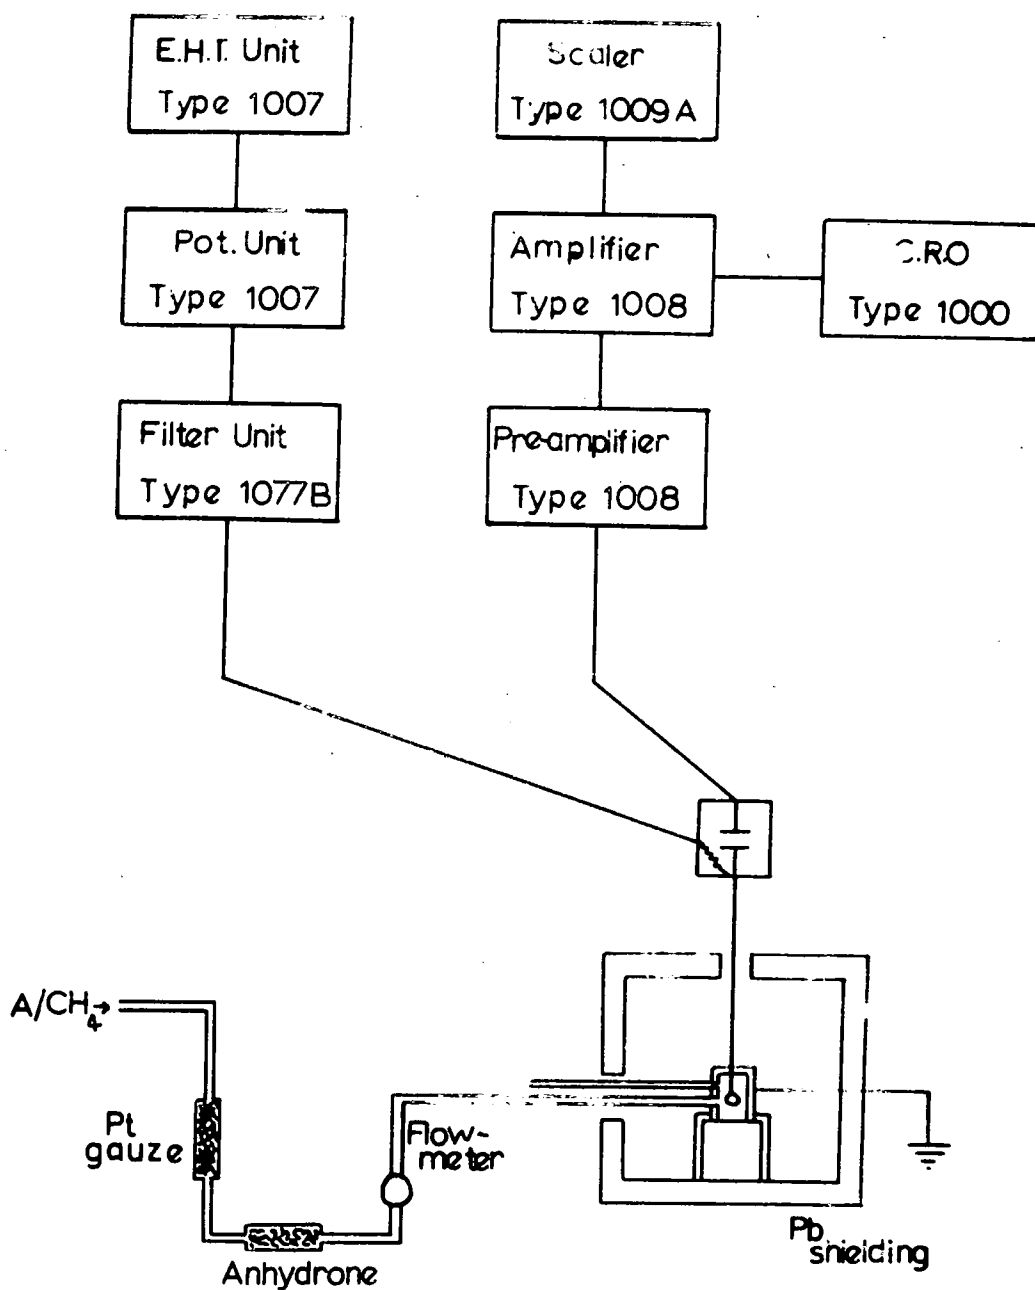 E.H.T. Unit
Type 1007
Scaler
Type 1009A
Pot. Unit
Type 1007
Amplifier
Type 1008
C.R.O
Type 1000
Filter Unit
Type 1077B
Pre-amplifier
Type 1008
A/CH₄→
Pt
gauze
Flow-
meter
Anhydrone
Pb
shielding